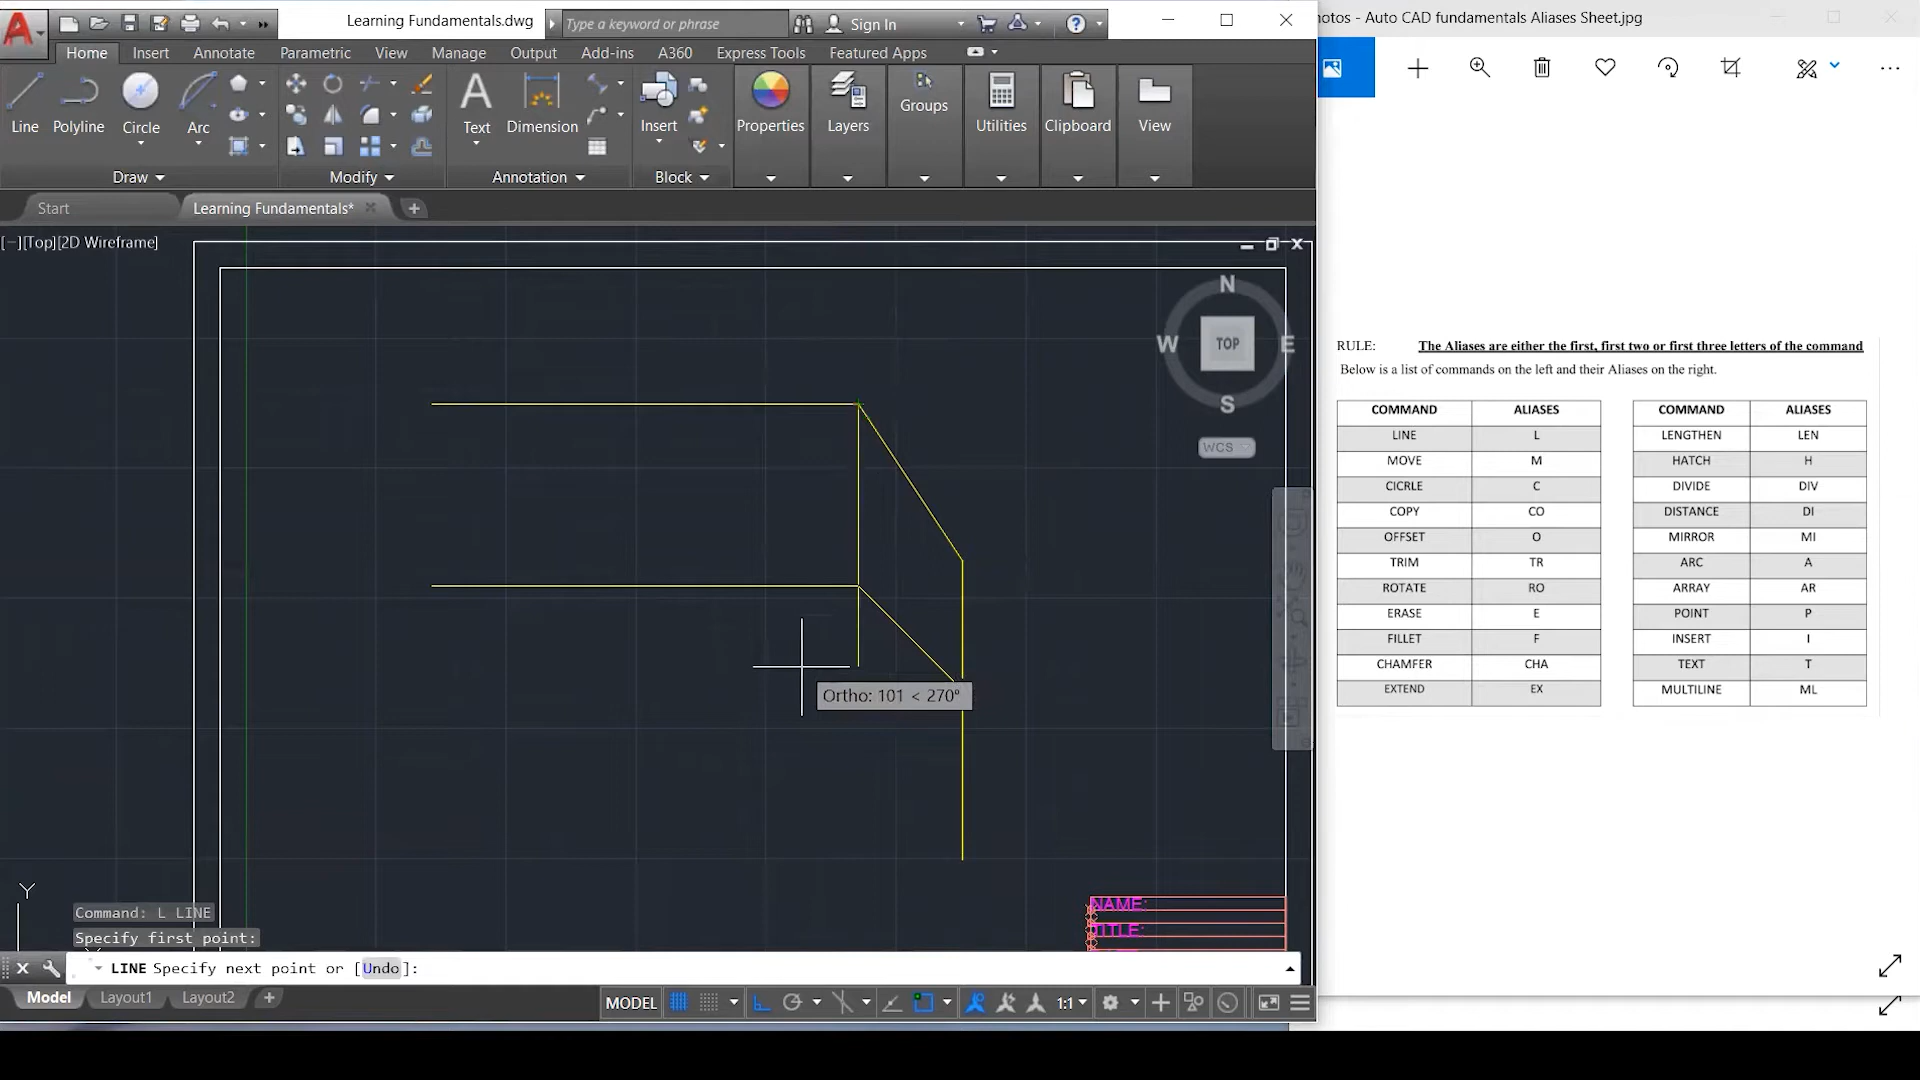 Learning Fundamentals.dwg
Type a keyword or phrase
Sign In
Home Insert Annotate Parametric View Manage Output Add-ins A360 Express Tools Featured Apps
Line Polyline Circle Arc
Text Dimension
Insert
Properties Layers Groups Utilities Clipboard View
Draw Modify Annotation Block
Start
Learning Fundamentals*
[−][Top][2D Wireframe]
N
W TOP E
S
WCS
Ortho: 101 < 270°
NAME:
TITLE:
Y
Command: L LINE
Specify first point:
LINE Specify next point or [Undo]:
Model Layout1 Layout2
MODEL 1:1
hotos - Auto CAD fundamentals Aliases Sheet.jpg
RULE: The Aliases are either the first, first two or first three letters of the command
Below is a list of commands on the left and their Aliases on the right.
COMMAND ALIASES
LINE L
MOVE M
CICRLE C
COPY CO
OFFSET O
TRIM TR
ROTATE RO
ERASE E
FILLET F
CHAMFER CHA
EXTEND EX
COMMAND ALIASES
LENGTHEN LEN
HATCH H
DIVIDE DIV
DISTANCE DI
MIRROR MI
ARC A
ARRAY AR
POINT P
INSERT I
TEXT T
MULTILINE ML